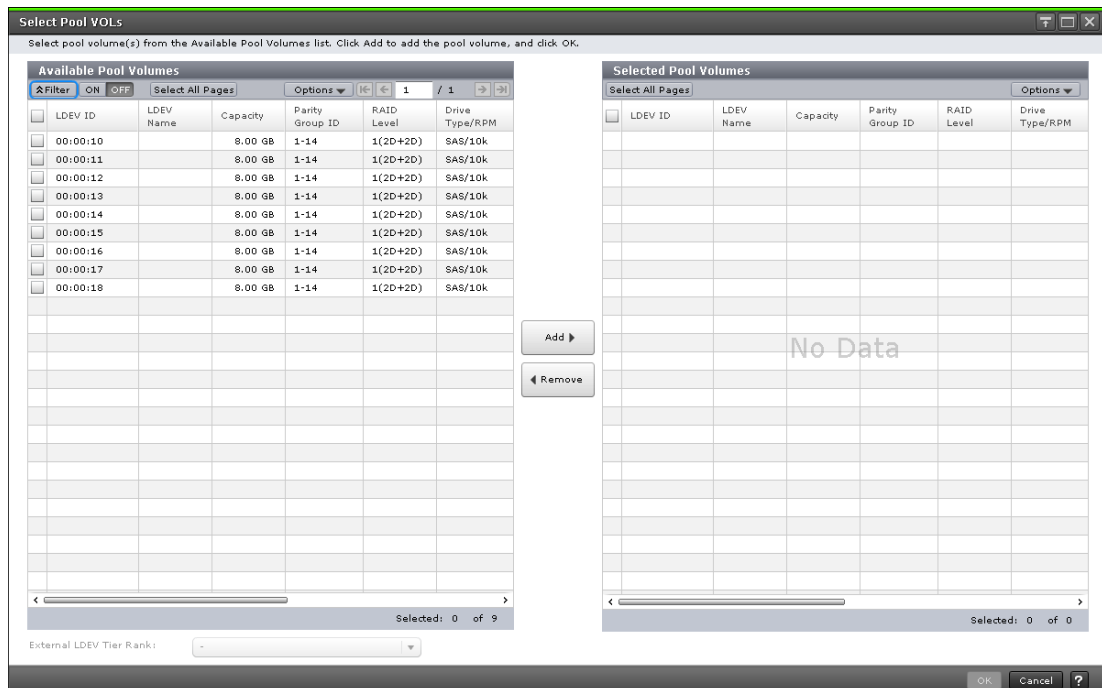 Select Pool VOLs
Select pool volume(s) from the Available Pool Volumes list. Click Add to add the pool volume, and click OK.
Available Pool Volumes
Filter ON OFF Select All Pages Options 1 / 1
LDEV ID LDEV Name Capacity Parity Group ID RAID Level Drive Type/RPM
00:00:10 8.00 GB 1-14 1(2D+2D) SAS/10k
00:00:11 8.00 GB 1-14 1(2D+2D) SAS/10k
00:00:12 8.00 GB 1-14 1(2D+2D) SAS/10k
00:00:13 8.00 GB 1-14 1(2D+2D) SAS/10k
00:00:14 8.00 GB 1-14 1(2D+2D) SAS/10k
00:00:15 8.00 GB 1-14 1(2D+2D) SAS/10k
00:00:16 8.00 GB 1-14 1(2D+2D) SAS/10k
00:00:17 8.00 GB 1-14 1(2D+2D) SAS/10k
00:00:18 8.00 GB 1-14 1(2D+2D) SAS/10k
Selected: 0 of 9
External LDEV Tier Rank: -
Add
Remove
Selected Pool Volumes
Select All Pages Options
LDEV ID LDEV Name Capacity Parity Group ID RAID Level Drive Type/RPM
No Data
Selected: 0 of 0
OK Cancel ?